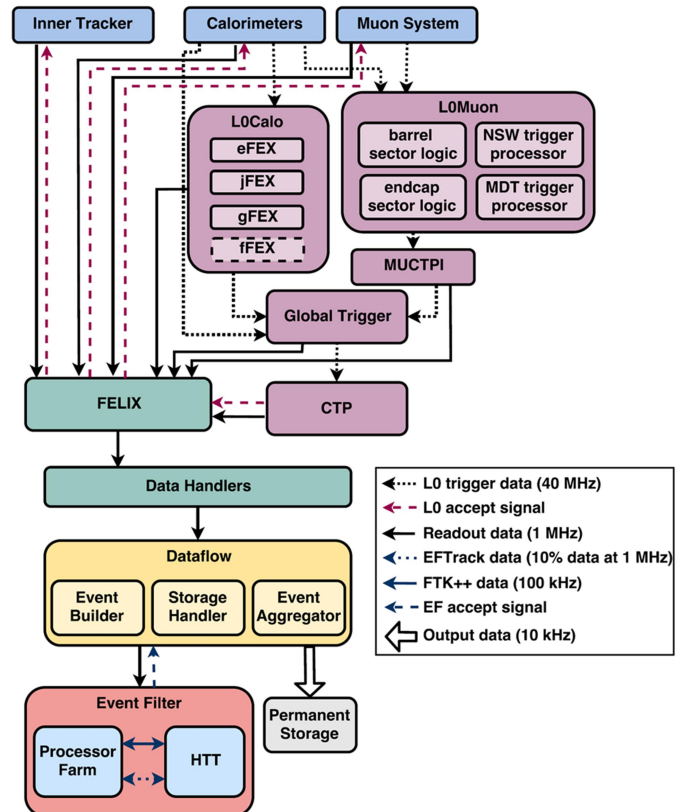 Inner Tracker
Calorimeters
Muon System
L0Calo
eFEX
jFEX
gFEX
fFEX
L0Muon
barrel
sector logic
NSW trigger
processor
endcap
sector logic
MDT trigger
processor
MUCTPI
Global Trigger
FELIX
CTP
Data Handlers
Dataflow
Event
Builder
Storage
Handler
Event
Aggregator
Event Filter
Processor
Farm
HTT
Permanent
Storage
L0 trigger data (40 MHz)
L0 accept signal
Readout data (1 MHz)
EFTrack data (10% data at 1 MHz)
FTK++ data (100 kHz)
EF accept signal
Output data (10 kHz)